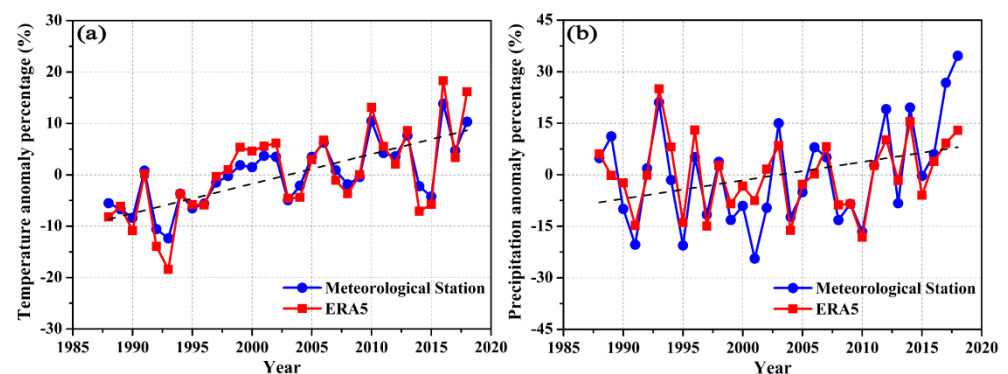 (a)
Temperature anomaly percentage (%)
30
20
10
0
-10
-20
-30
Meteorological Station
ERA5
1985 1990 1995 2000 2005 2010 2015 2020
Year
(b)
Precipitation anomaly percentage (%)
45
30
15
0
-15
-30
-45
Meteorological Station
ERA5
1985 1990 1995 2000 2005 2010 2015 2020
Year